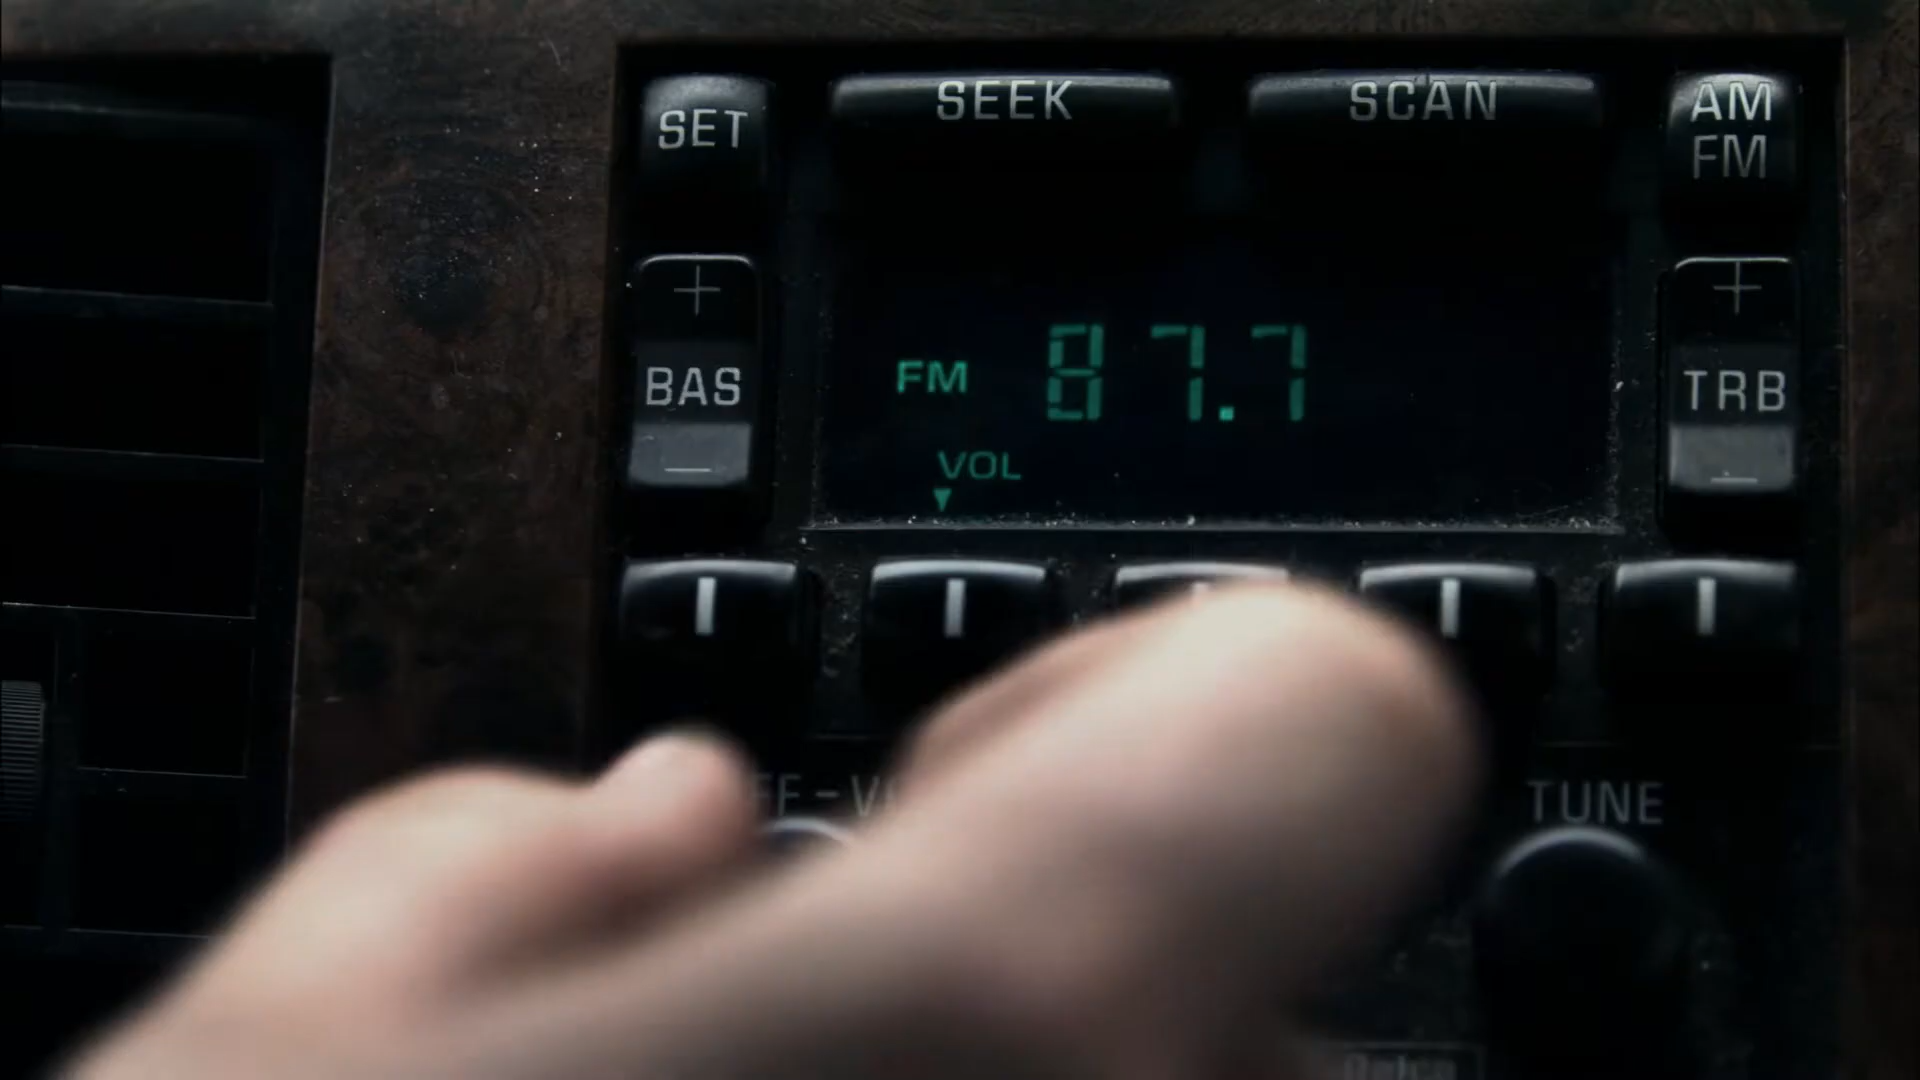 SET
SEEK
SCAN
AM
FM
BAS
FM 87.7
TRB
VOL
TUNE